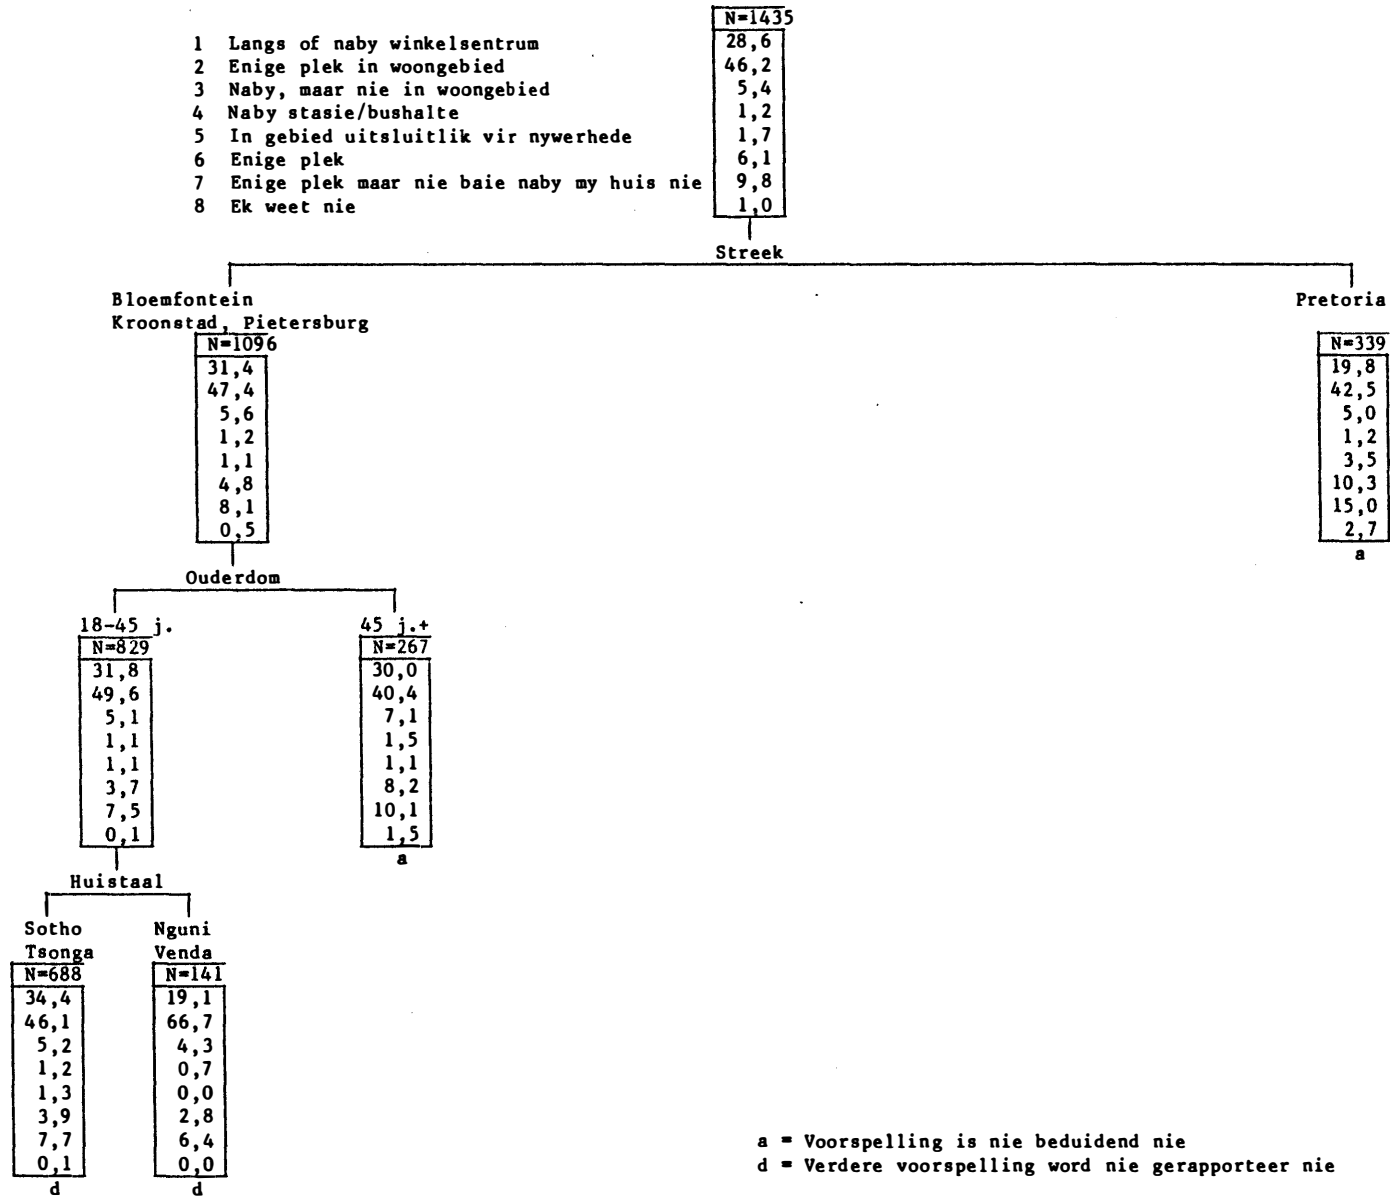 N=1435
1 Langs of naby winkelsentrum 28,6
2 Enige plek in woongebied 46,2
3 Naby, maar nie in woongebied 5,4
4 Naby stasie/bushalte 1,2
5 In gebied uitsluitlik vir nywerhede 1,7
6 Enige plek 6,1
7 Enige plek maar nie baie naby my huis nie 9,8
8 Ek weet nie 1,0
Streek
Bloemfontein
Kroonstad, Pietersburg
N=1096
31,4
47,4
5,6
1,2
1,1
4,8
8,1
0,5
Pretoria
N=339
19,8
42,5
5,0
1,2
3,5
10,3
15,0
2,7
a
Ouderdom
18-45 j.
N=829
31,8
49,6
5,1
1,1
1,1
3,7
7,5
0,1
45 j.+
N=267
30,0
40,4
7,1
1,5
1,1
8,2
10,1
1,5
a
Huistaal
Sotho
Tsonga
N=688
34,4
46,1
5,2
1,2
1,3
3,9
7,7
0,1
d
Nguni
Venda
N=141
19,1
66,7
4,3
0,7
0,0
2,8
6,4
0,0
d
a = Voorspelling is nie beduidend nie
d = Verdere voorspelling word nie gerapporteer nie